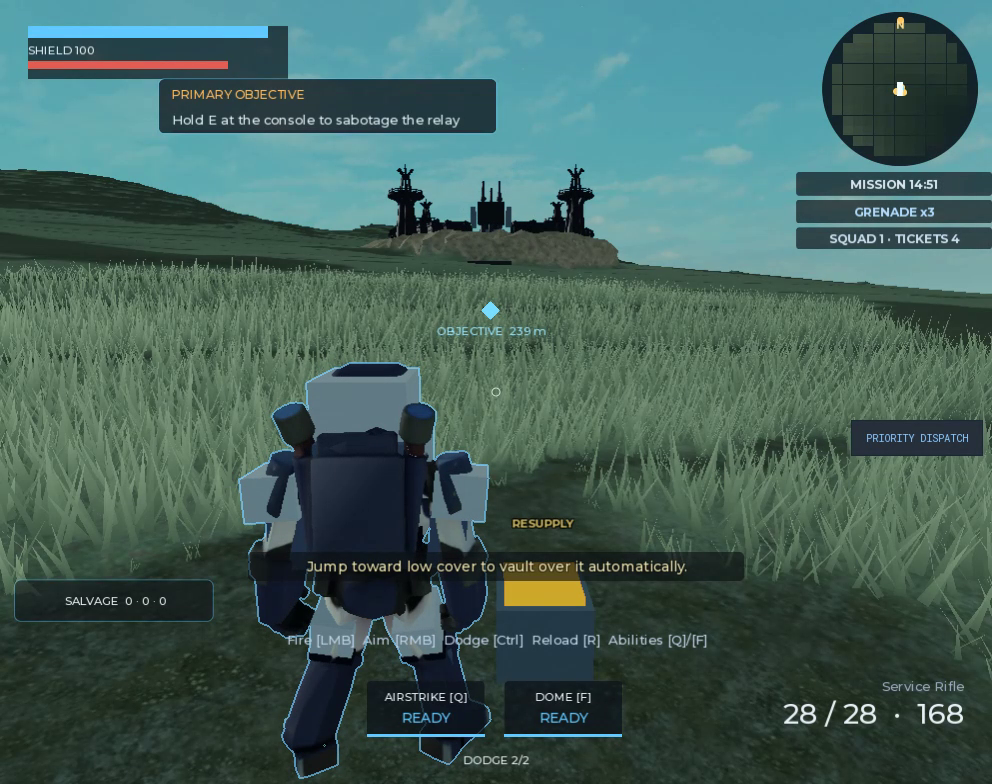 SHIELD 100
PRIMARY OBJECTIVE
Hold E at the console to sabotage the relay
N
MISSION 14:51
GRENADE x3
SQUAD 1 · TICKETS 4
OBJECTIVE 239 m
PRIORITY DISPATCH
RESUPPLY
Jump toward low cover to vault over it automatically.
SALVAGE 0 · 0 · 0
Fire [LMB] Aim [RMB] Dodge [Ctrl] Reload [R] Abilities [Q]/[F]
AIRSTRIKE [Q]
READY
DOME [F]
READY
Service Rifle
28 / 28 · 168
DODGE 2/2